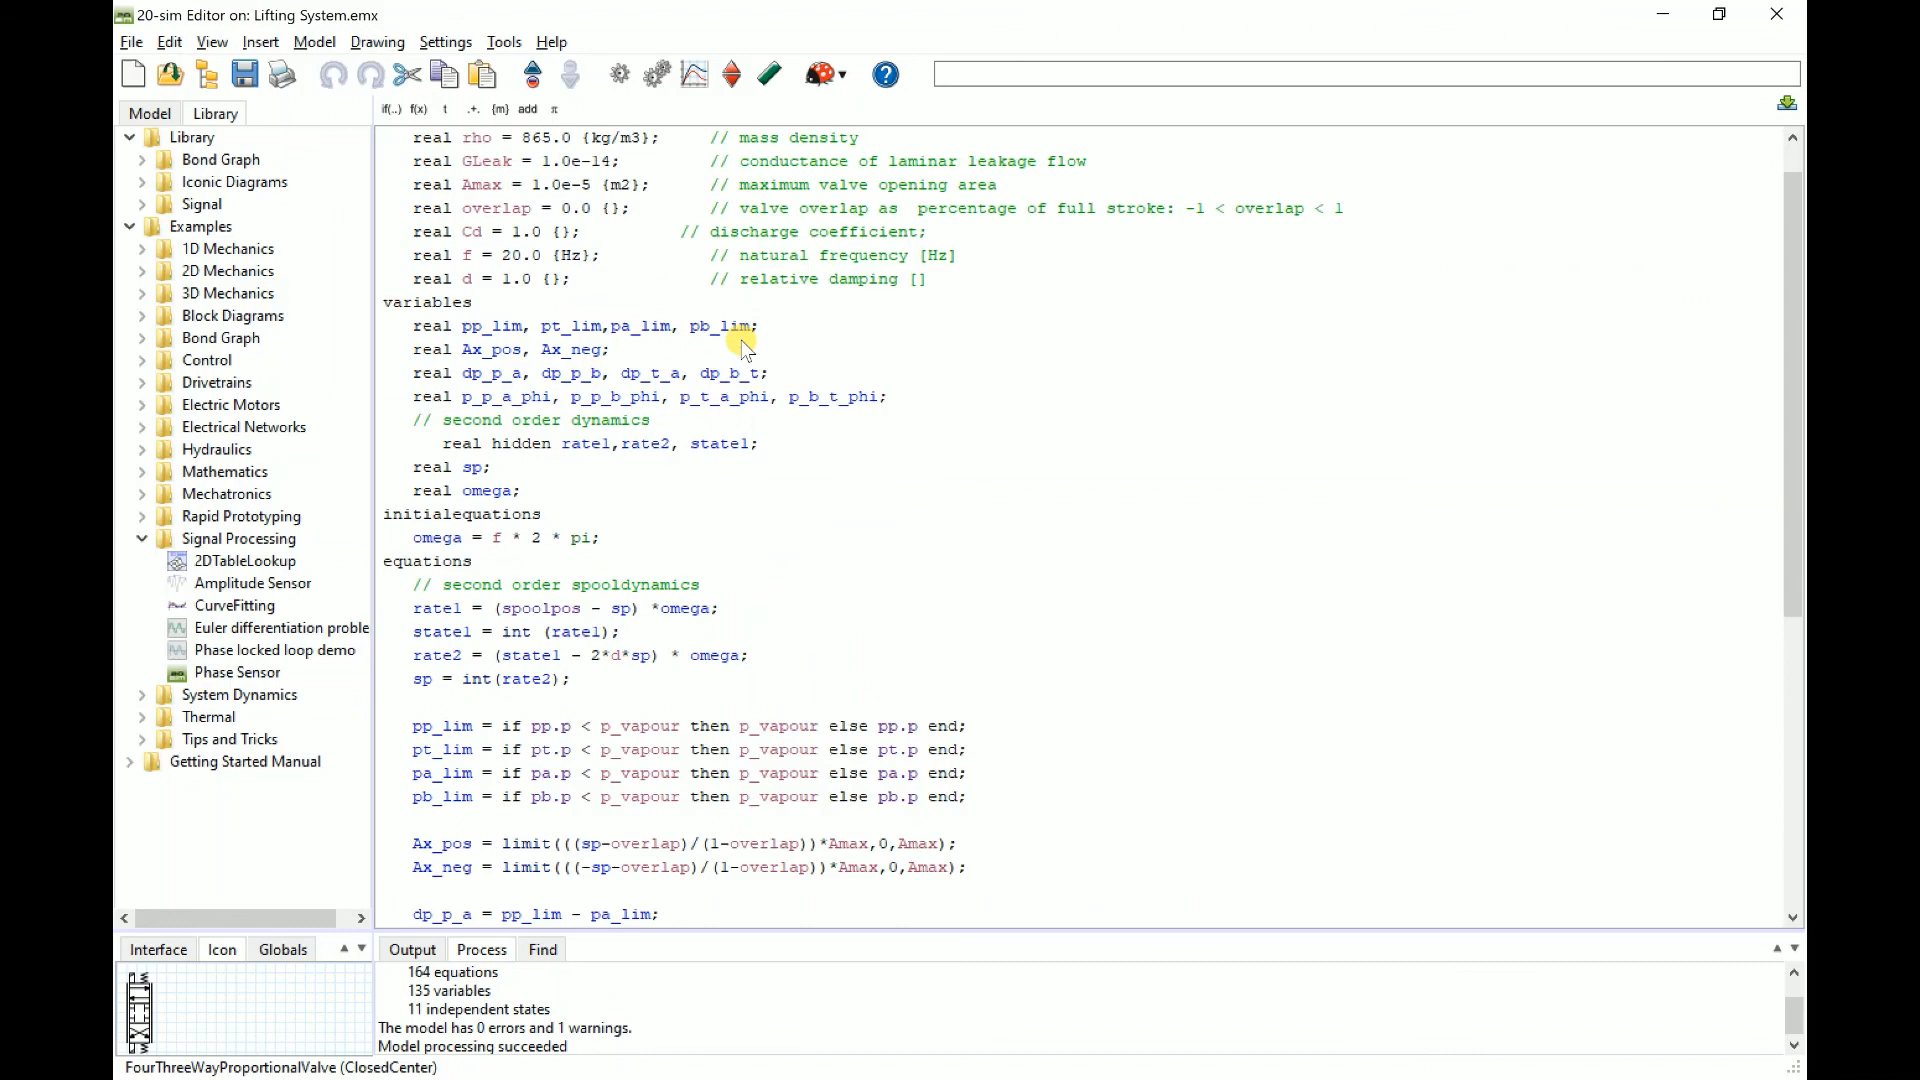 20-sim Editor on: Lifting System.emx
File Edit View Insert Model Drawing Settings Tools Help
Model Library
if(..) f(x) t .+. {m} add π
Library
Bond Graph
Iconic Diagrams
Signal
Examples
1D Mechanics
2D Mechanics
3D Mechanics
Block Diagrams
Bond Graph
Control
Drivetrains
Electric Motors
Electrical Networks
Hydraulics
Mathematics
Mechatronics
Rapid Prototyping
Signal Processing
2DTableLookup
Amplitude Sensor
CurveFitting
Euler differentiation proble
Phase locked loop demo
Phase Sensor
System Dynamics
Thermal
Tips and Tricks
Getting Started Manual
real rho = 865.0 {kg/m3}; // mass density
real GLeak = 1.0e-14; // conductance of laminar leakage flow
real Amax = 1.0e-5 {m2}; // maximum valve opening area
real overlap = 0.0 {}; // valve overlap as percentage of full stroke: -1 < overlap < 1
real Cd = 1.0 {}; // discharge coefficient;
real f = 20.0 {Hz}; // natural frequency [Hz]
real d = 1.0 {}; // relative damping []
variables
real pp_lim, pt_lim,pa_lim, pb_lim;
real Ax_pos, Ax_neg;
real dp_p_a, dp_p_b, dp_t_a, dp_b_t;
real p_p_a_phi, p_p_b_phi, p_t_a_phi, p_b_t_phi;
// second order dynamics
real hidden rate1,rate2, state1;
real sp;
real omega;
initialequations
omega = f * 2 * pi;
equations
// second order spooldynamics
rate1 = (spoolpos - sp) *omega;
state1 = int (rate1);
rate2 = (state1 - 2*d*sp) * omega;
sp = int(rate2);
pp_lim = if pp.p < p_vapour then p_vapour else pp.p end;
pt_lim = if pt.p < p_vapour then p_vapour else pt.p end;
pa_lim = if pa.p < p_vapour then p_vapour else pa.p end;
pb_lim = if pb.p < p_vapour then p_vapour else pb.p end;
Ax_pos = limit(((sp-overlap)/(1-overlap))*Amax,0,Amax);
Ax_neg = limit(((-sp-overlap)/(1-overlap))*Amax,0,Amax);
dp_p_a = pp_lim - pa_lim;
Interface Icon Globals
Output Process Find
164 equations
135 variables
11 independent states
The model has 0 errors and 1 warnings.
Model processing succeeded
FourThreeWayProportionalValve (ClosedCenter)